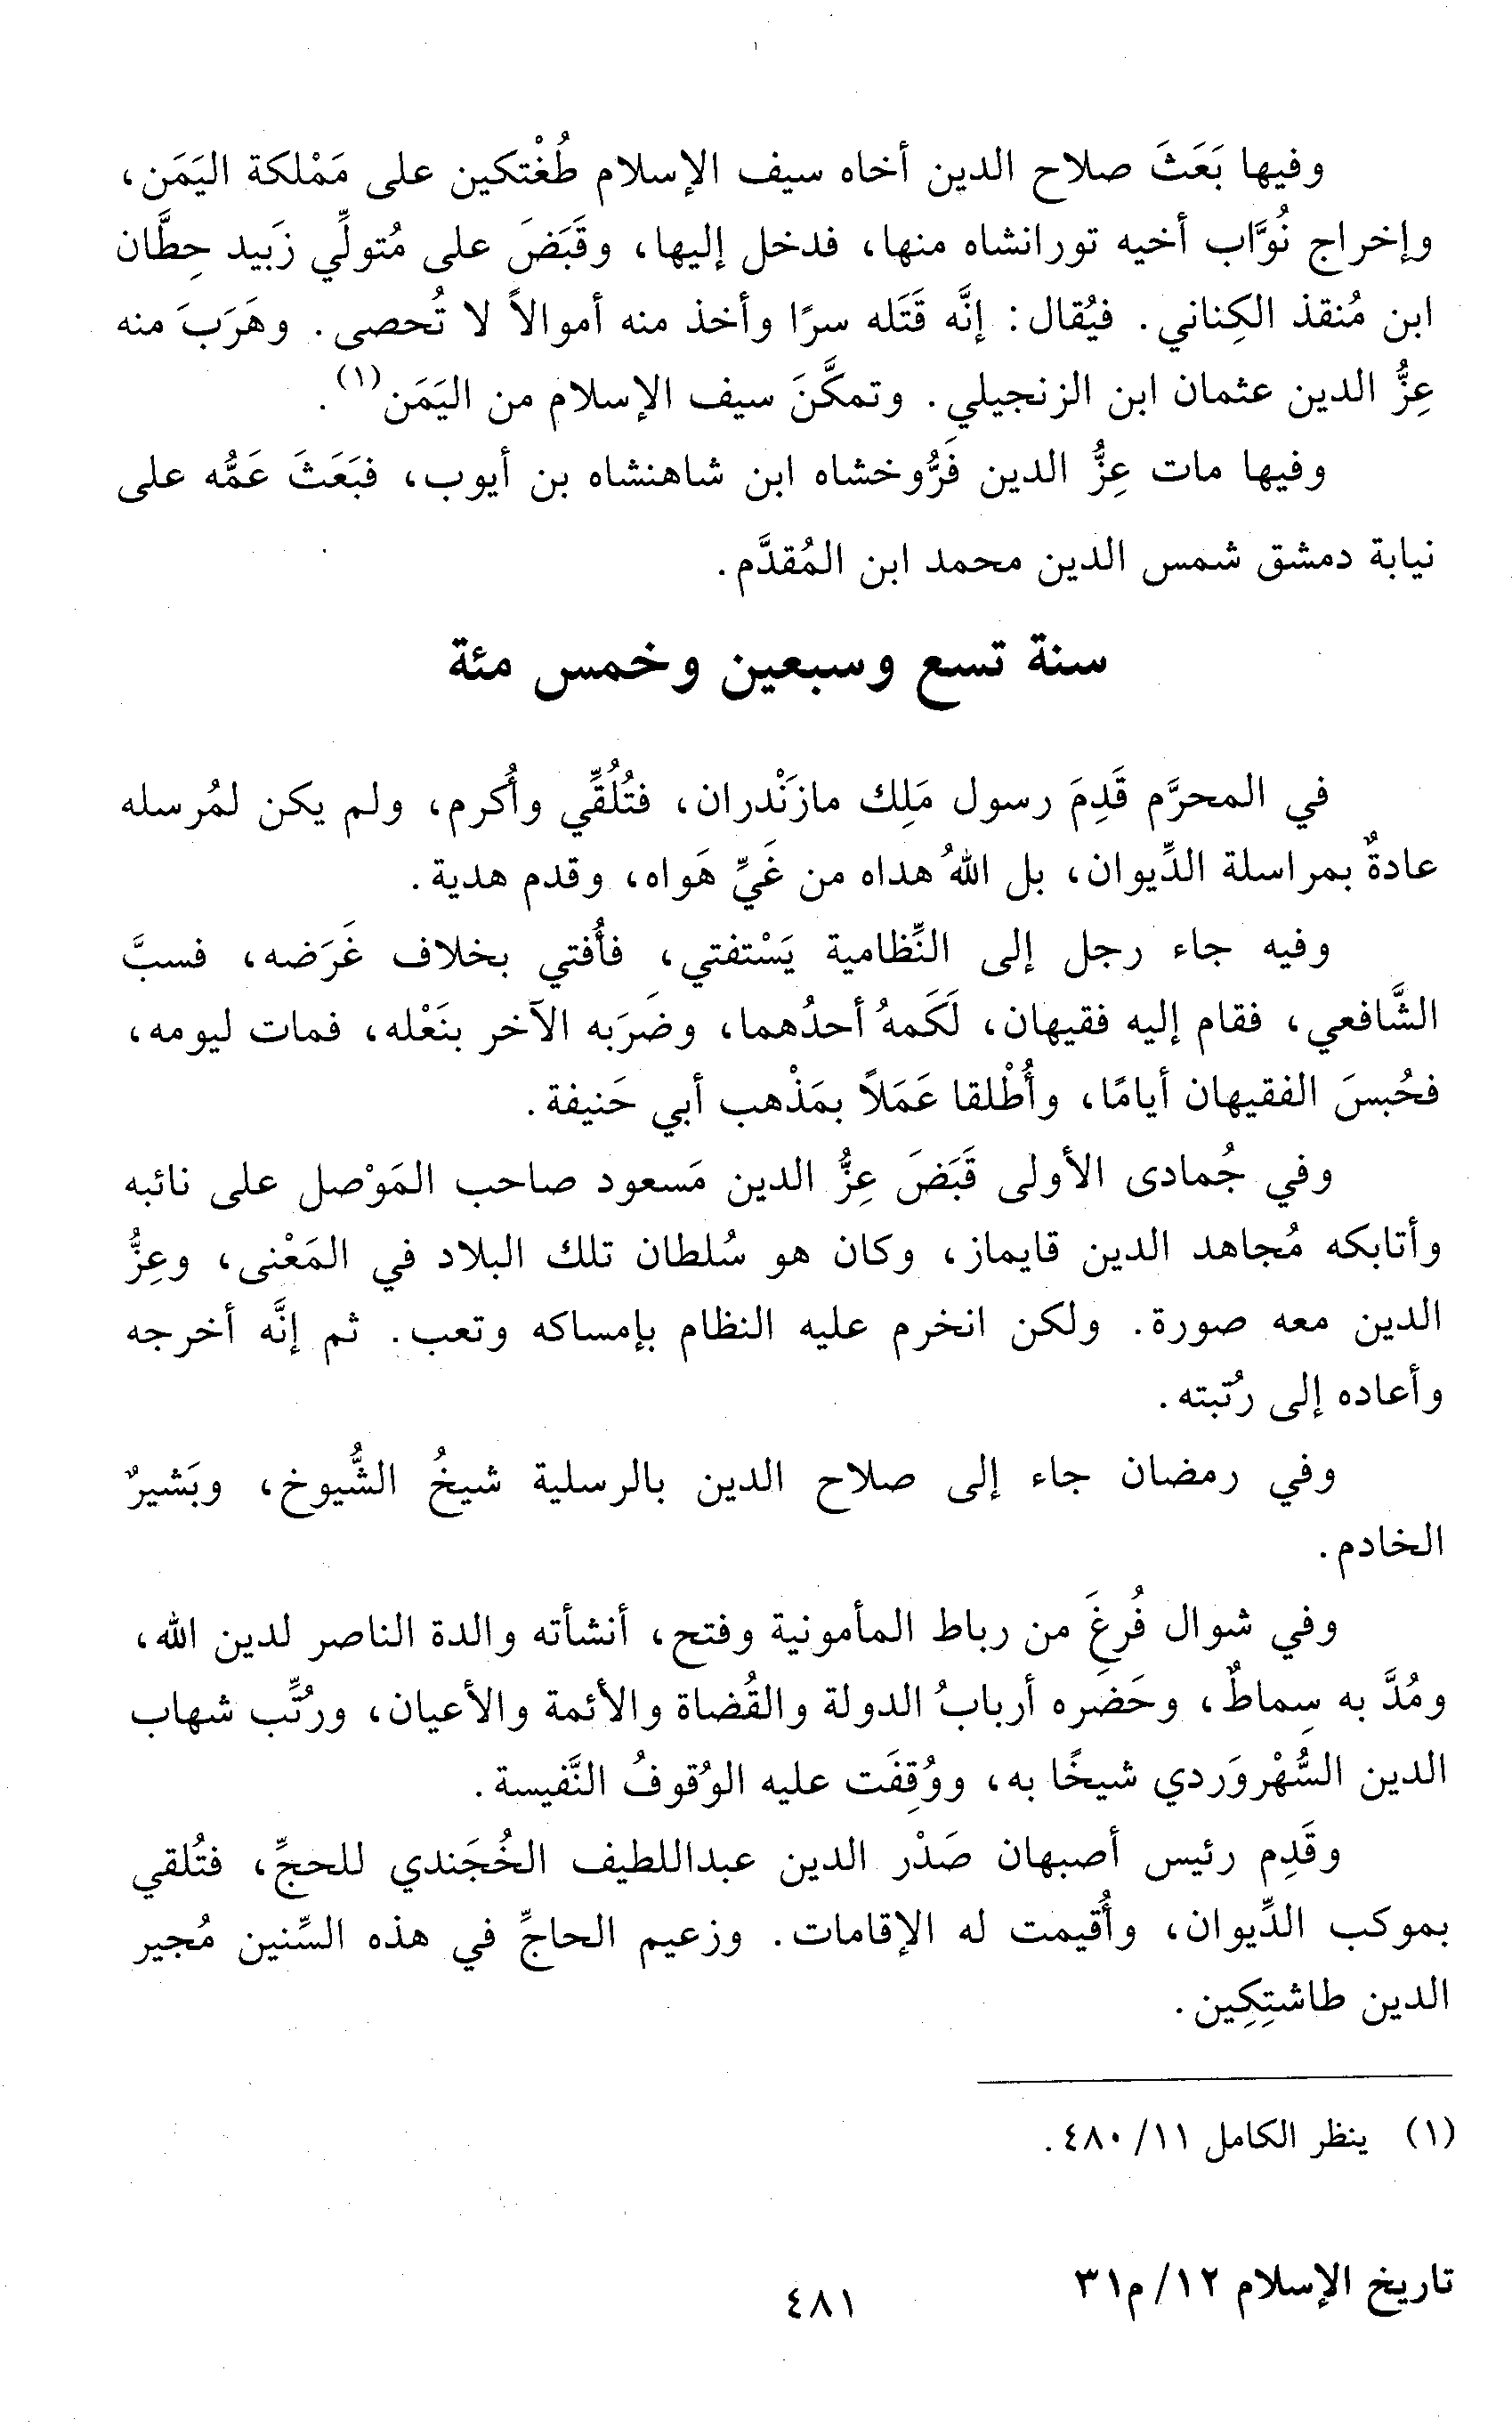 وفيها بَعَثَ صلاح الدين أخاه سيف الإسلام طُغْتكين على مَمْلكة اليَمَن،
وإخراج نُوَّاب أخيه تورانشاه منها، فدخل إليها، وقَبَضَ على مُتولِّي زَبيد حِطَّان
ابن مُنقذ الكِناني. فيُقال: إنَّه قَتَله سرًا وأخذ منه أموالاً لا تُحصى. وهَرَبَ منه
عِزُّ الدين عثمان ابن الزنجيلي. وتمكَّنَ سيف الإسلام من اليَمَن(١).
وفيها مات عِزُّ الدين فَرُّوخشاه ابن شاهنشاه بن أيوب، فبَعَثَ عَمُّه على
نيابة دمشق شمس الدين محمد ابن المُقدَّم.
سنة تسع وسبعين وخمس مئة
في المحرَّم قَدِمَ رسول مَلِك مازَنْدران، فتُلُقِّي وأُكرم، ولم يكن لمُرسله
عادةٌ بمراسلة الدِّيوان، بل اللهُ هداه من غَيِّ هَواه، وقدم هدية.
وفيه جاء رجل إلى النِّظامية يَسْتفتي، فأُفتي بخلاف غَرَضه، فسبَّ
الشَّافعي، فقام إليه فقيهان، لَكَمهُ أحدُهما، وضَرَبه الآخر بنَعْله، فمات ليومه،
فحُبسَ الفقيهان أيامًا، وأُطْلقا عَمَلاً بمَذْهب أبي حَنيفة.
وفي جُمادى الأولى قَبَضَ عِزُّ الدين مَسعود صاحب المَوْصل على نائبه
وأتابكه مُجاهد الدين قايماز، وكان هو سُلطان تلك البلاد في المَعْنى، وعِزُّ
الدين معه صورة. ولكن انخرم عليه النظام بإمساكه وتعب. ثم إنَّه أخرجه
وأعاده إلى رُتبته.
وفي رمضان جاء إلى صلاح الدين بالرسلية شيخُ الشُّيوخ، وبَشيرٌ
الخادم.
وفي شوال فُرِغَ من رباط المأمونية وفتح، أنشأته والدة الناصر لدين الله،
ومُدَّ به سِماطٌ، وحَضَره أربابُ الدولة والقُضاة والأئمة والأعيان، ورُتِّب شهاب
الدين السُّهْروَردي شيخًا به، ووُقِفَت عليه الوُقوفُ النَّفيسة.
وقَدِم رئيس أصبهان صَدْر الدين عبداللطيف الخُجَندي للحجِّ، فتُلقي
بموكب الدِّيوان، وأُقيمت له الإقامات. وزعيم الحاجِّ في هذه السِّنين مُجير
الدين طاشتِكِين.
(١) ينظر الكامل ١١/ ٤٨٠.
تاريخ الإسلام ١٢/ م٣١
٤٨١